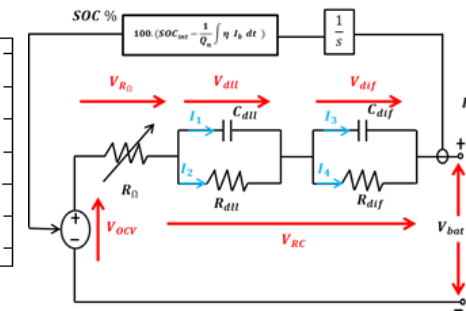 SOC %
100.(SOC_int − 1/Q_n ∫ η I_b dt )
1/s
V_RΩ
V_dll
V_dif
C_dll
C_dif
I
I_1
I_3
+
I_2
I_4
R_Ω
R_dll
R_dif
+
−
V_OCV
V_RC
V_bat
−